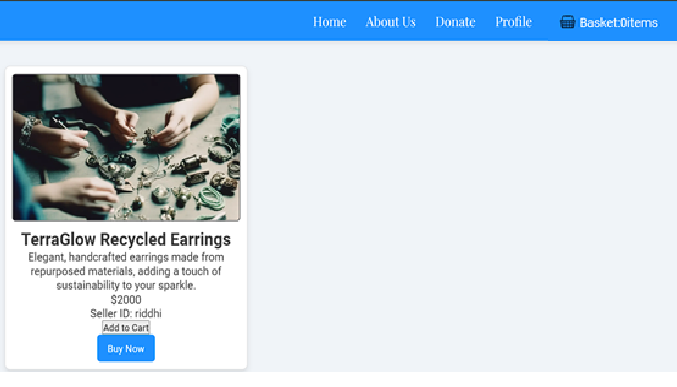 Home About Us Donate Profile Basket:0items
TerraGlow Recycled Earrings
Elegant, handcrafted earrings made from
repurposed materials, adding a touch of
sustainability to your sparkle.
$2000
Seller ID: riddhi
Add to Cart
Buy Now